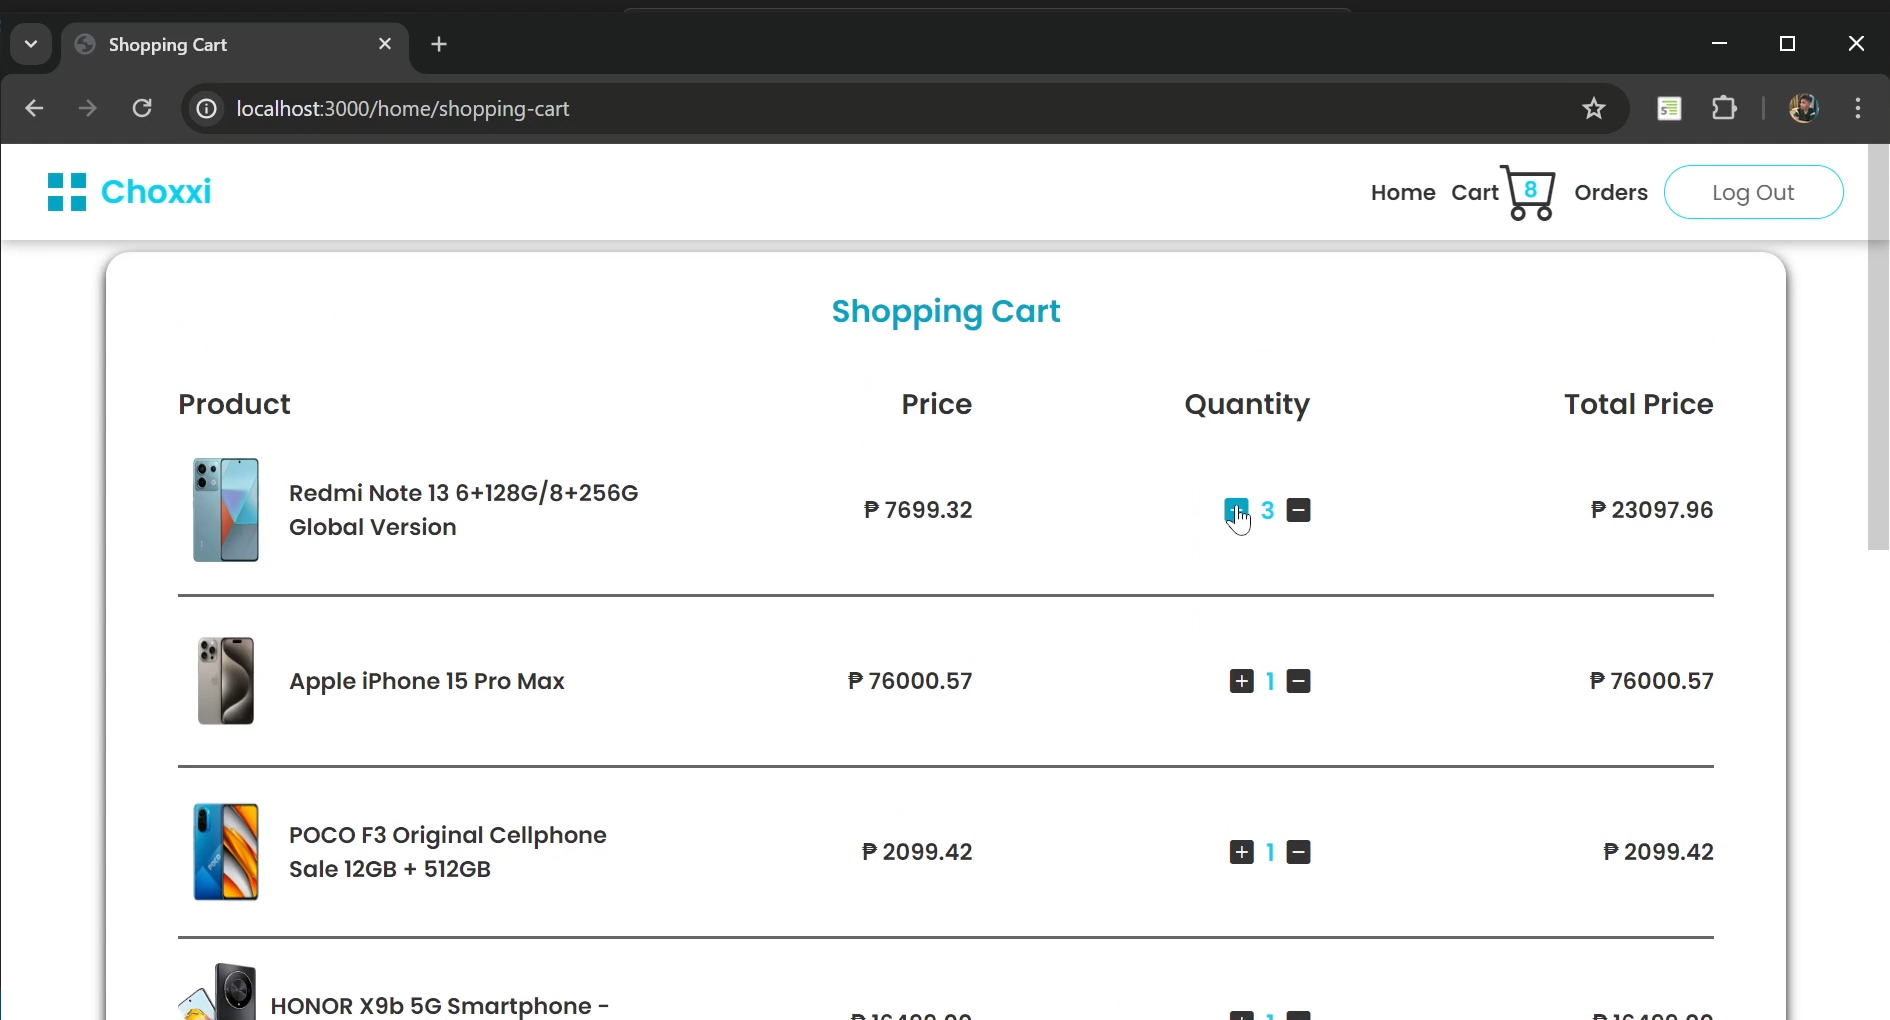 Shopping Cart
localhost:3000/home/shopping-cart
Choxxi
Home Cart 8 Orders Log Out
Shopping Cart
Product Price Quantity Total Price
Redmi Note 13 6+128G/8+256G
Global Version
₱ 7699.32 3 ₱ 23097.96
Apple iPhone 15 Pro Max ₱ 76000.57 1 ₱ 76000.57
POCO F3 Original Cellphone
Sale 12GB + 512GB
₱ 2099.42 1 ₱ 2099.42
HONOR X9b 5G Smartphone -